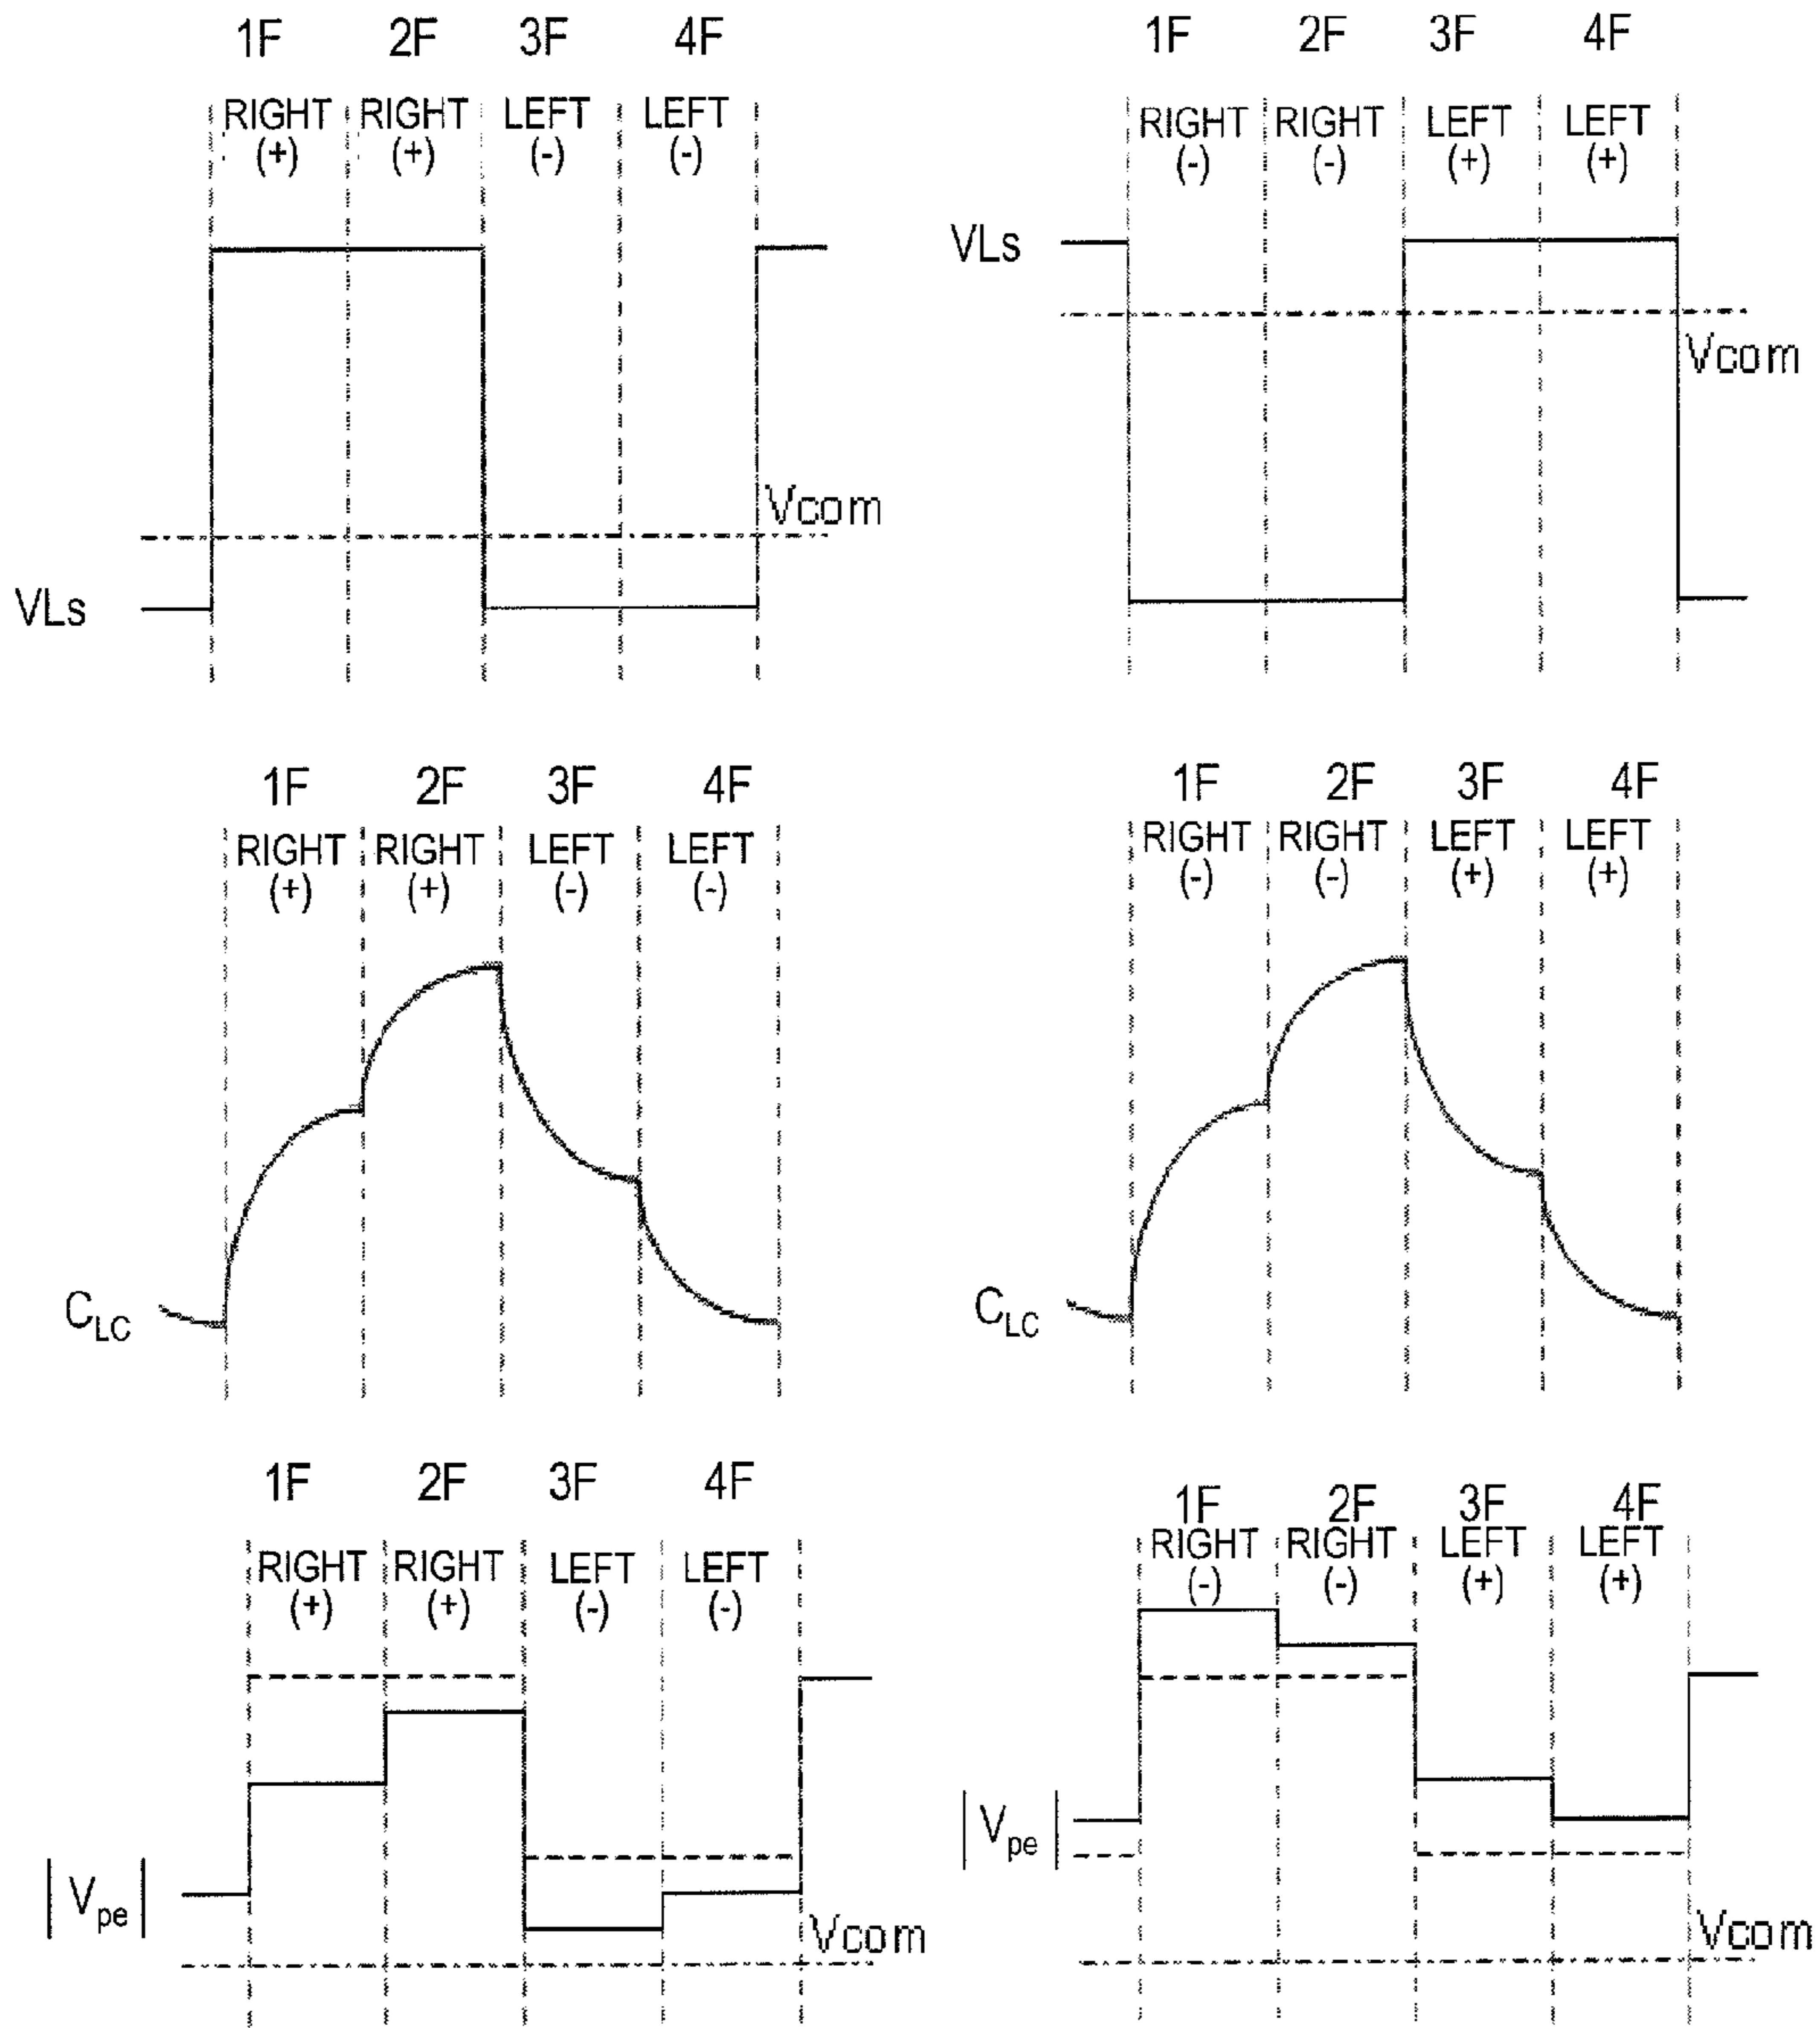 1F 2F 3F 4F
RIGHT RIGHT LEFT LEFT
(+) (+) (-) (-)
Vcom
VLs
1F 2F 3F 4F
RIGHT RIGHT LEFT LEFT
(-) (-) (+) (+)
VLs
Vcom
1F 2F 3F 4F
RIGHT RIGHT LEFT LEFT
(+) (+) (-) (-)
CLC
1F 2F 3F 4F
RIGHT RIGHT LEFT LEFT
(-) (-) (+) (+)
CLC
1F 2F 3F 4F
RIGHT RIGHT LEFT LEFT
(+) (+) (-) (-)
|Vpe|
Vcom
1F 2F 3F 4F
RIGHT RIGHT LEFT LEFT
(-) (-) (+) (+)
|Vpe|
Vcom